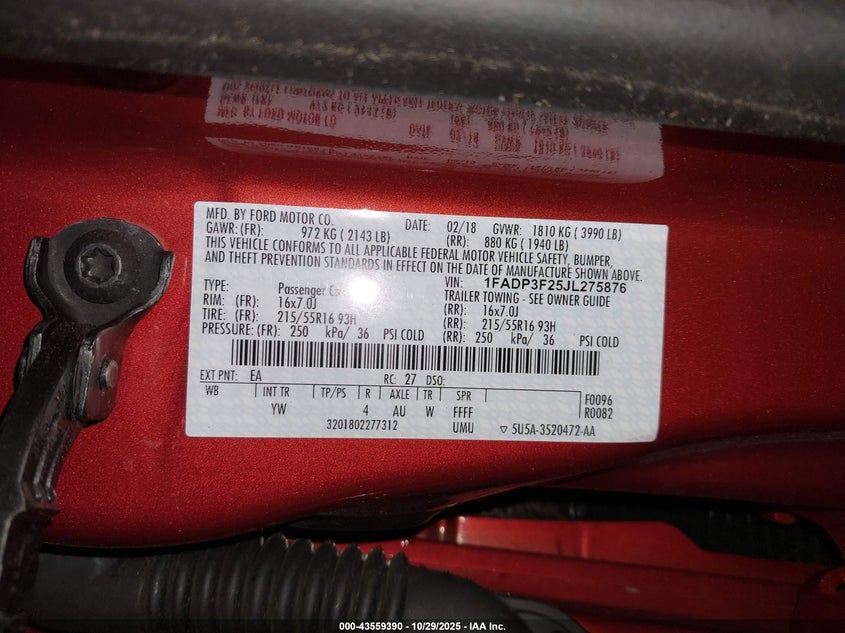 MFD. BY FORD MOTOR CO. DATE: 02/18 GVWR: 1810 KG ( 3990 LB)
GAWR: (FR): 972 KG ( 2143 LB) (RR): 880 KG ( 1940 LB)
THIS VEHICLE CONFORMS TO ALL APPLICABLE FEDERAL MOTOR VEHICLE SAFETY, BUMPER,
AND THEFT PREVENTION STANDARDS IN EFFECT ON THE DATE OF MANUFACTURE SHOWN ABOVE.
VIN: 1FADP3F25JL275876
TYPE: Passenger TRAILER TOWING - SEE OWNER GUIDE
RIM: (FR): 16x7.0J (RR): 16x7.0J
TIRE: (FR): 215/55R16 93H (RR): 215/55R16 93H
PRESSURE: (FR): 250 kPa/ 36 PSI COLD (RR): 250 kPa/ 36 PSI COLD
EXT PNT: EA RC: 27 DSO:
WB INT TR TP/PS R AXLE TR SPR F0096
YW 4 AU W FFFF R0082
3201802277312 UMU ▽ 5U5A-3520472-AA
000-43559390 | 10/29/2025 - IAA Inc.